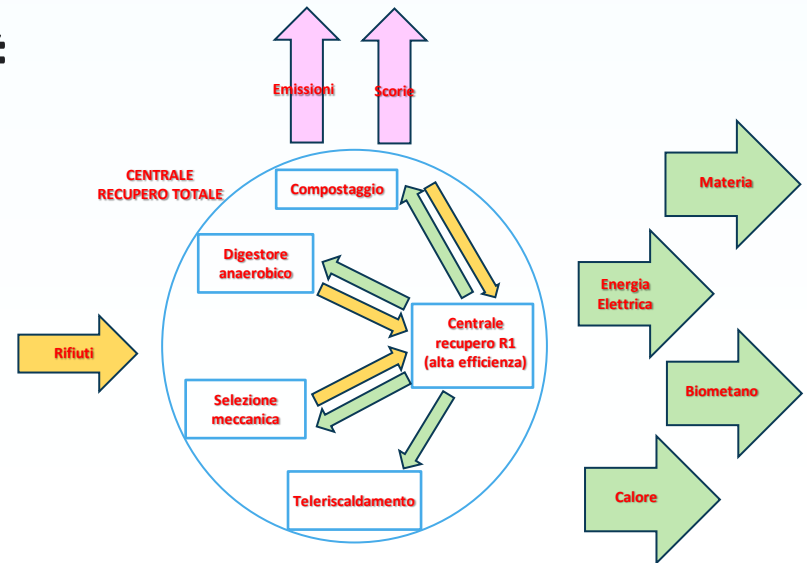 Emissioni
Scorie
CENTRALE
RECUPERO TOTALE
Compostaggio
Materia
Digestore
anaerobico
Energia
Elettrica
Centrale
recupero R1
(alta efficienza)
Rifiuti
Selezione
meccanica
Biometano
Teleriscaldamento
Calore